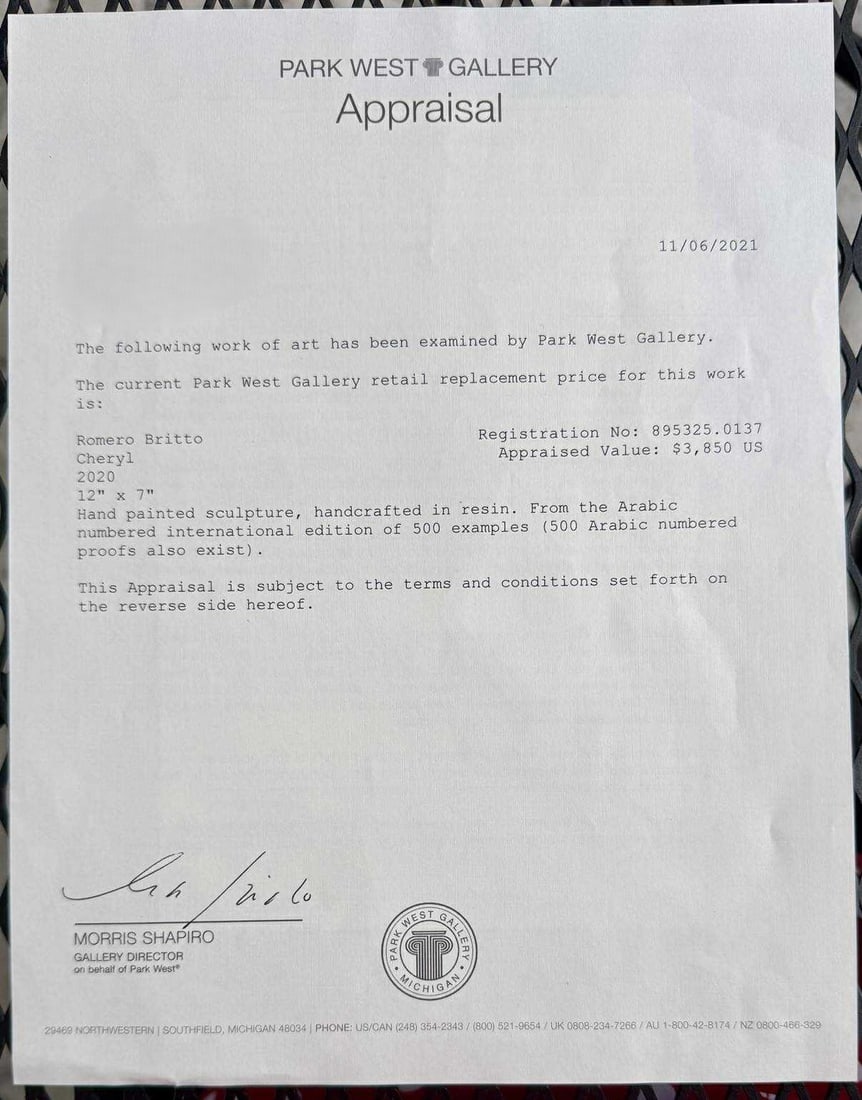 PARK WEST GALLERY
Appraisal
11/06/2021
The following work of art has been examined by Park West Gallery.
The current Park West Gallery retail replacement price for this work
is:
Romero Britto
Registration No: 895325.0137
Cheryl
Appraised Value: $3,850 US
2020
12" x 7"
Hand painted sculpture, handcrafted in resin. From the Arabic
numbered international edition of 500 examples (500 Arabic numbered
proofs also exist).
This Appraisal is subject to the terms and conditions set forth on
the reverse side hereof.
MORRIS SHAPIRO
GALLERY DIRECTOR
on behalf of Park West®
PARK WEST GALLERY
• MICHIGAN •
29469 NORTHWESTERN | SOUTHFIELD, MICHIGAN 48034 | PHONE: US/CAN (248) 354-2343 / (800) 521-9654 / UK 0808-234-7266 / AU 1-800-42-8174 / NZ 0800-466-329